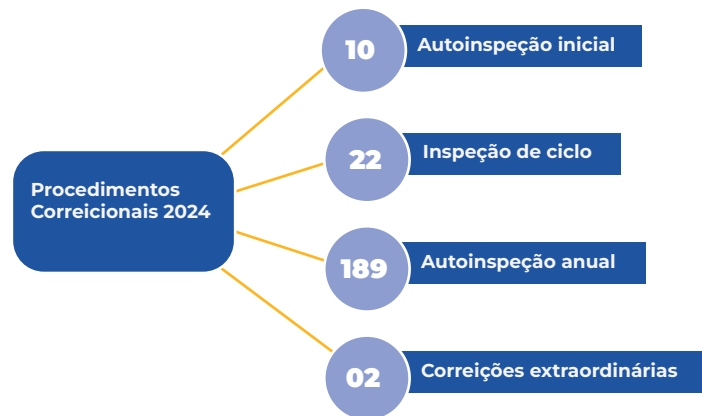 10
Autoinspeção inicial
22
Inspeção de ciclo
Procedimentos
Correicionais 2024
189
Autoinspeção anual
02
Correições extraordinárias